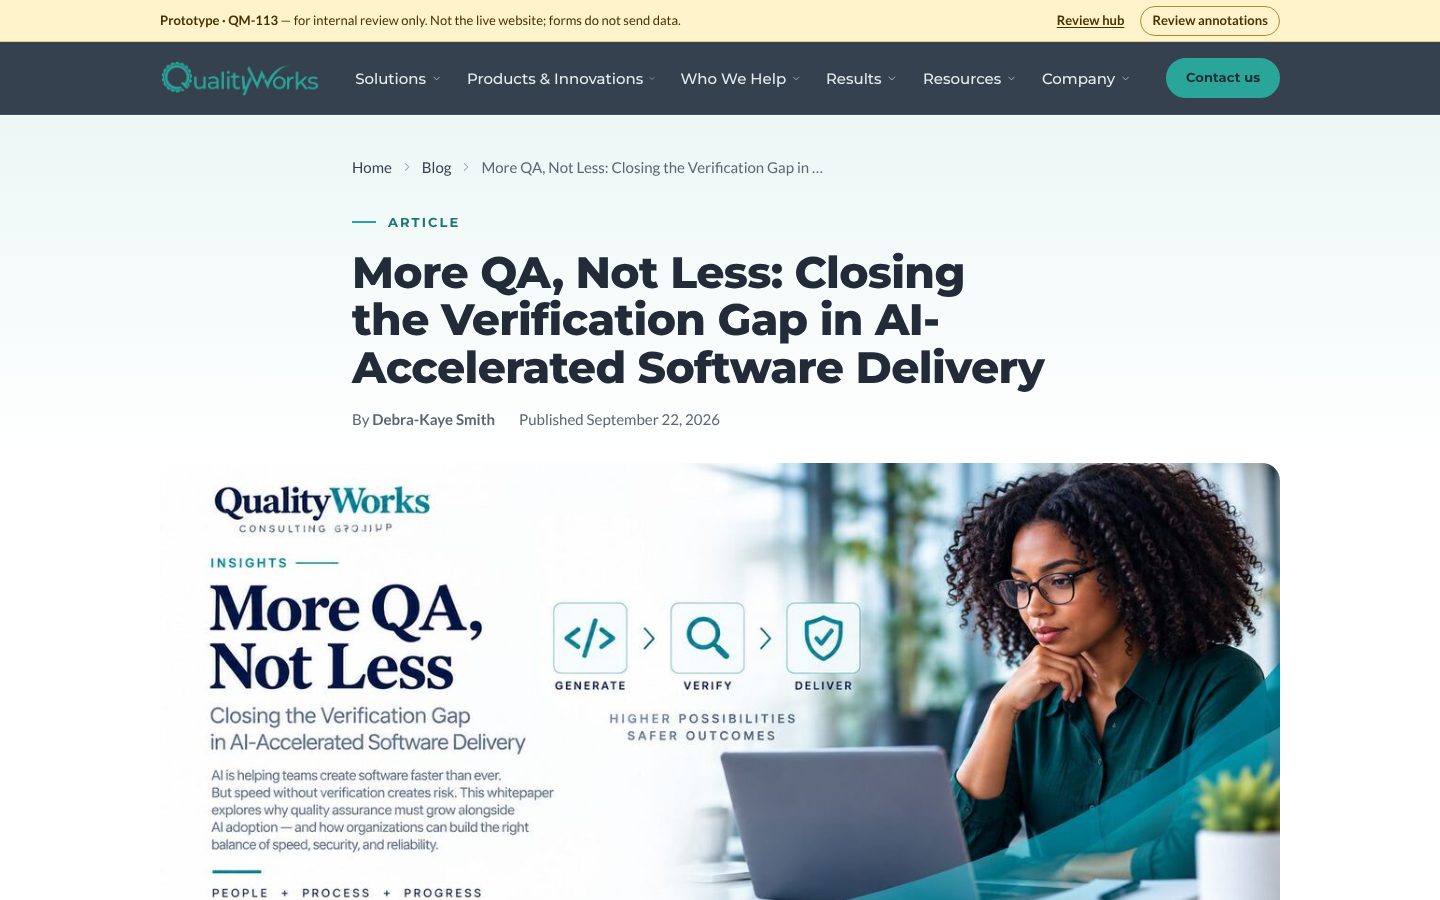 Prototype · QM-113 — for internal review only. Not the live website; forms do not send data.
Review hub
Review annotations
QualityWorks
Solutions
Products & Innovations
Who We Help
Results
Resources
Company
Contact us
Home > Blog > More QA, Not Less: Closing the Verification Gap in ...
ARTICLE
More QA, Not Less: Closing
the Verification Gap in AI-
Accelerated Software Delivery
By Debra-Kaye Smith
Published September 22, 2026
QualityWorks
CONSULTING
INSIGHTS
More QA,
Not Less
Closing the Verification Gap
in AI-Accelerated Software Delivery
AI is helping teams create software faster than ever.
But speed without verification creates risk. This whitepaper
explores why quality assurance must grow alongside
AI adoption — and how organizations can build the right
balance of speed, security, and reliability.
PEOPLE + PROCESS + PROGRESS
GENERATE
VERIFY
DELIVER
HIGHER POSSIBILITIES
SAFER OUTCOMES